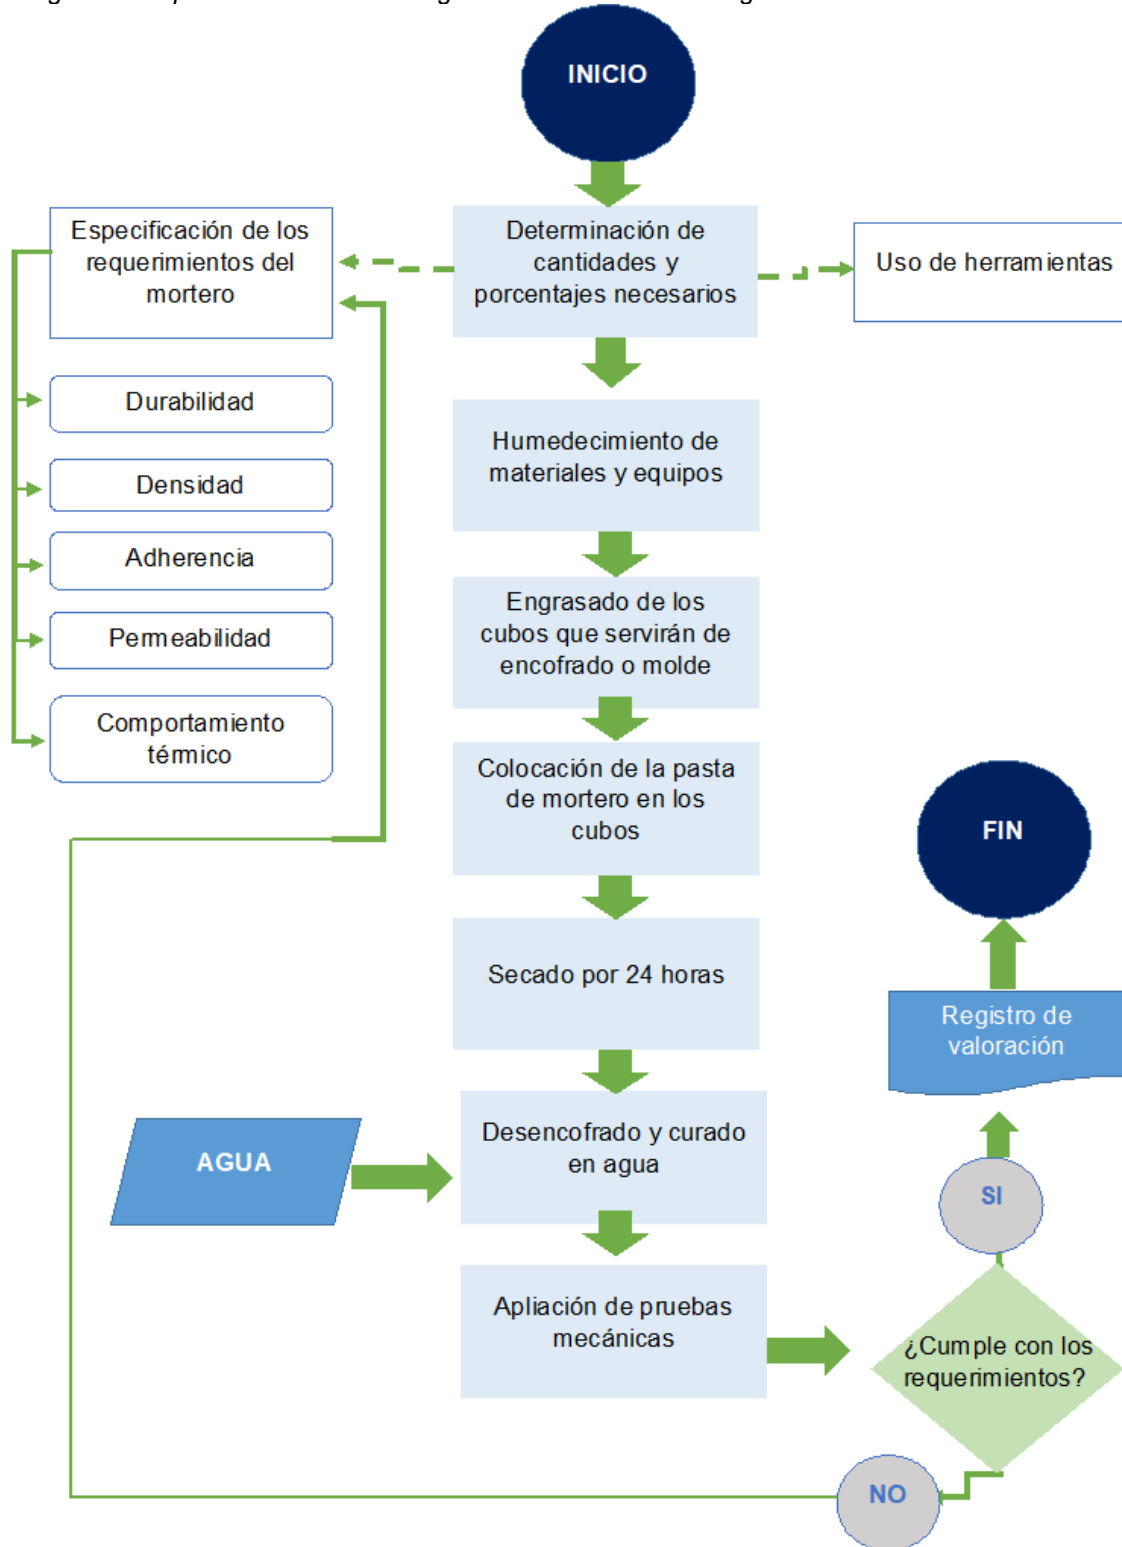 INICIO
Especificación de los
requerimientos del
mortero
Determinación de
cantidades y
porcentajes necesarios
Uso de herramientas
Durabilidad
Densidad
Adherencia
Permeabilidad
Comportamiento
térmico
Humedecimiento de
materiales y equipos
Engrasado de los
cubos que servirán de
encofrado o molde
Colocación de la pasta
de mortero en los
cubos
Secado por 24 horas
AGUA
Desencofrado y curado
en agua
Apliación de pruebas
mecánicas
¿Cumple con los
requerimientos?
SI
NO
Registro de
valoración
FIN